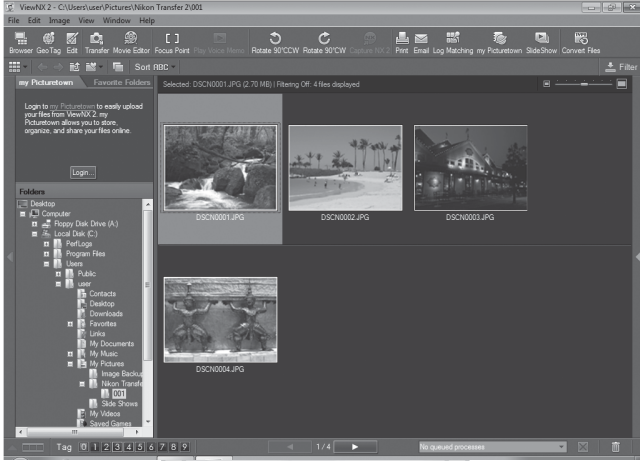 ViewNX 2 - C:\Users\user\Pictures\Nikon Transfer 2\001
File Edit Image View Window Help
Browser GeoTag Edit Transfer Movie Editor Focus Point Play Voice Memo Rotate 90°CCW Rotate 90°CW Capture NX 2 Print Email Log Matching my Picturetown SlideShow Convert Files
Sort ABC Filter
my Picturetown Favorite Folders
Selected: DSCN0001.JPG (2.70 MB) | Filtering Off: 4 files displayed
Login to my Picturetown to easily upload
your files from ViewNX 2. my
Picturetown allows you to store,
organize, and share your files online.
Login...
Folders
Desktop
Computer
Floppy Disk Drive (A:)
Local Disk (C:)
PerfLogs
Program Files
Users
Public
user
Contacts
Desktop
Downloads
Favorites
Links
My Documents
My Music
My Pictures
Image Backup
Nikon Transfe
001
Slide Shows
My Videos
Saved Games
DSCN0001.JPG DSCN0002.JPG DSCN0003.JPG
DSCN0004.JPG
Tag 0 1 2 3 4 5 6 7 8 9
1/4
No queued processes